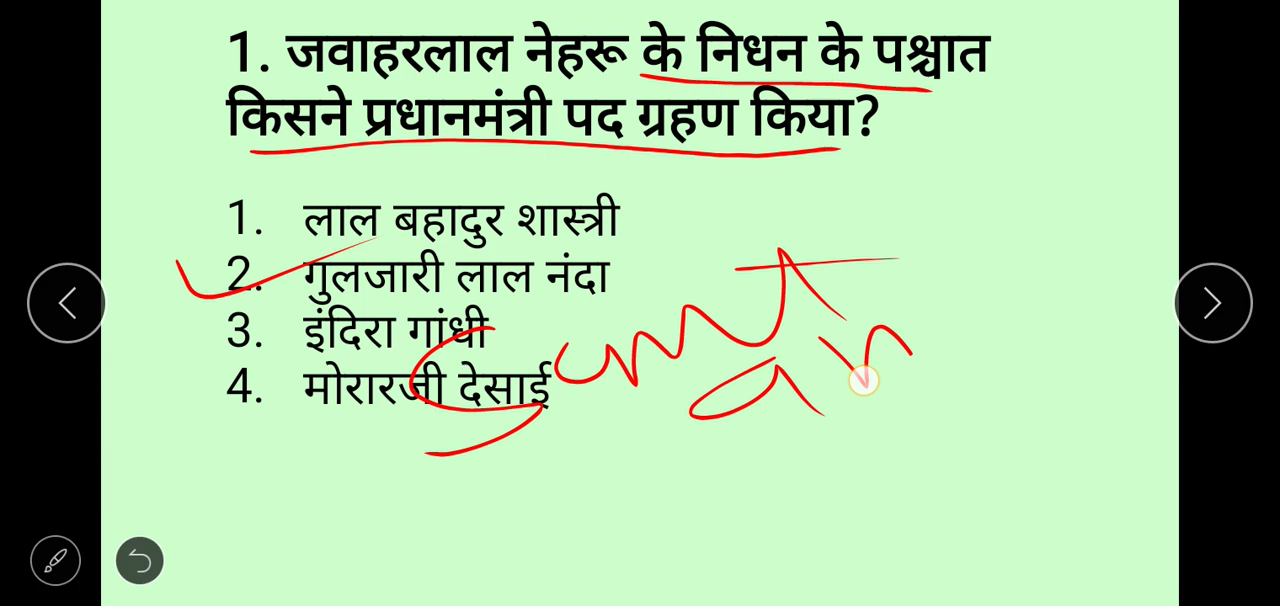 1. जवाहरलाल नेहरू के निधन के पश्चात
किसने प्रधानमंत्री पद ग्रहण किया?
1. लाल बहादुर शास्त्री
2. गुलजारी लाल नंदा
3. इंदिरा गांधी
4. मोरारजी देसाई